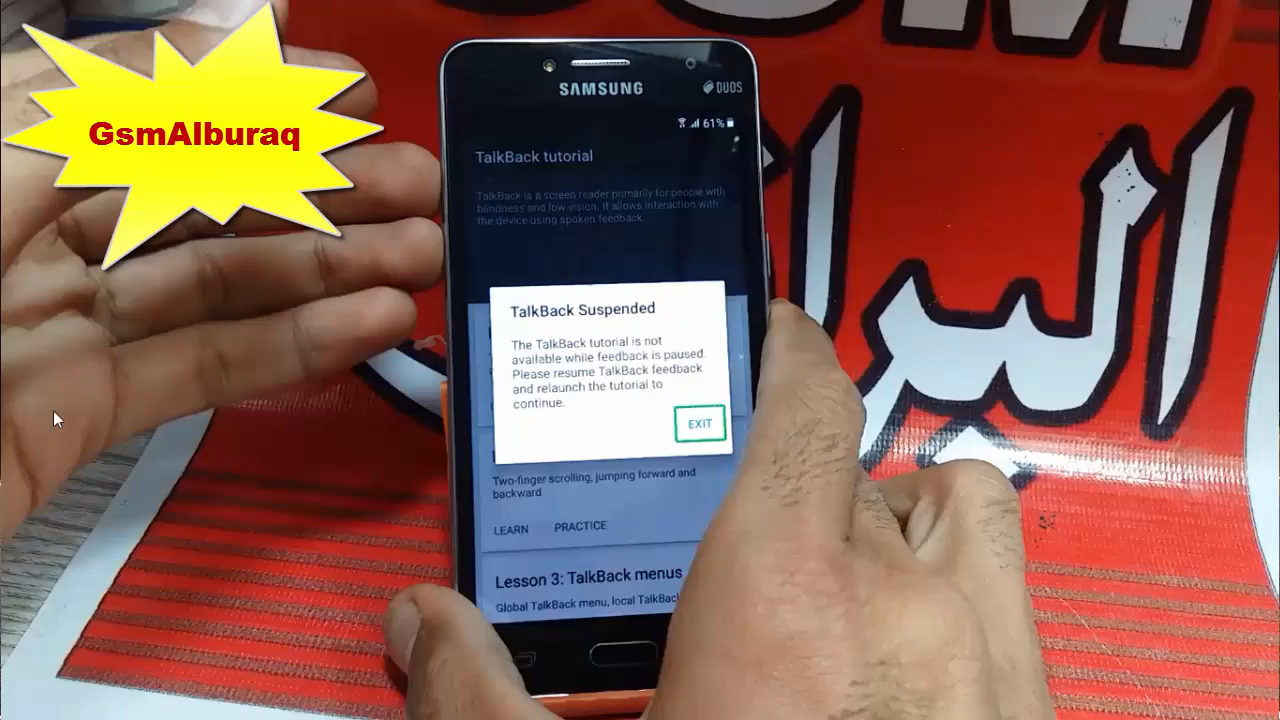 GSM
البراق
GsmAlburaq
SAMSUNG
DUOS
61%
TalkBack tutorial
TalkBack is a screen reader primarily for people with
blindness and low vision. It allows interaction with
the device using spoken feedback.
TalkBack Suspended
The TalkBack tutorial is not
available while feedback is paused.
Please resume TalkBack feedback
and relaunch the tutorial to
continue.
EXIT
Two-finger scrolling, jumping forward and
backward
LEARN PRACTICE
Lesson 3: TalkBack menus
Global TalkBack menu, local TalkBack